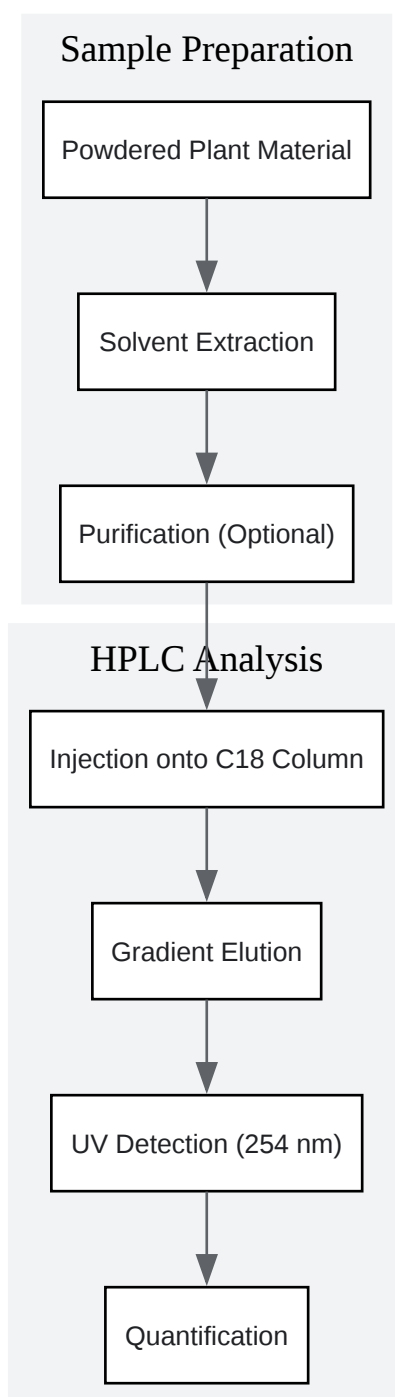 Sample Preparation
Powdered Plant Material
Solvent Extraction
Purification (Optional)
HPLC Analysis
Injection onto C18 Column
Gradient Elution
UV Detection (254 nm)
Quantification